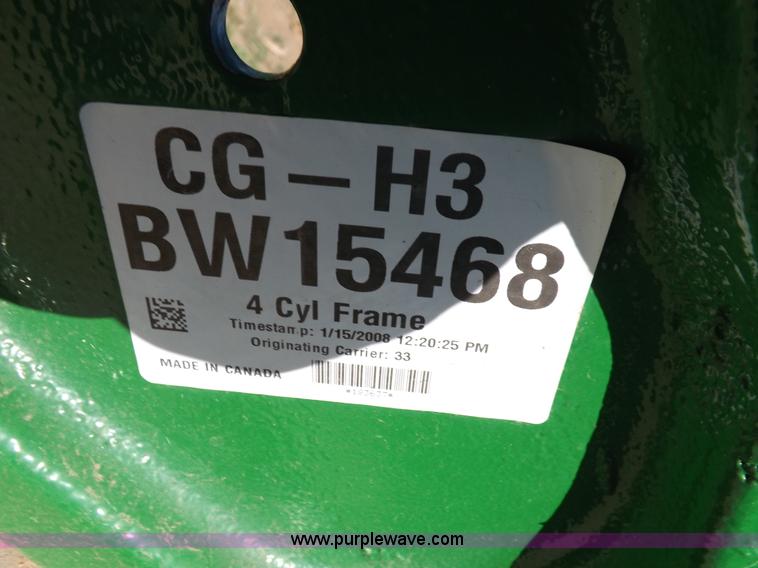 CG – H3
BW15468
4 Cyl Frame
Timestamp: 1/15/2008 12:20:25 PM
Originating Carrier: 33
MADE IN CANADA
www.purplewave.com